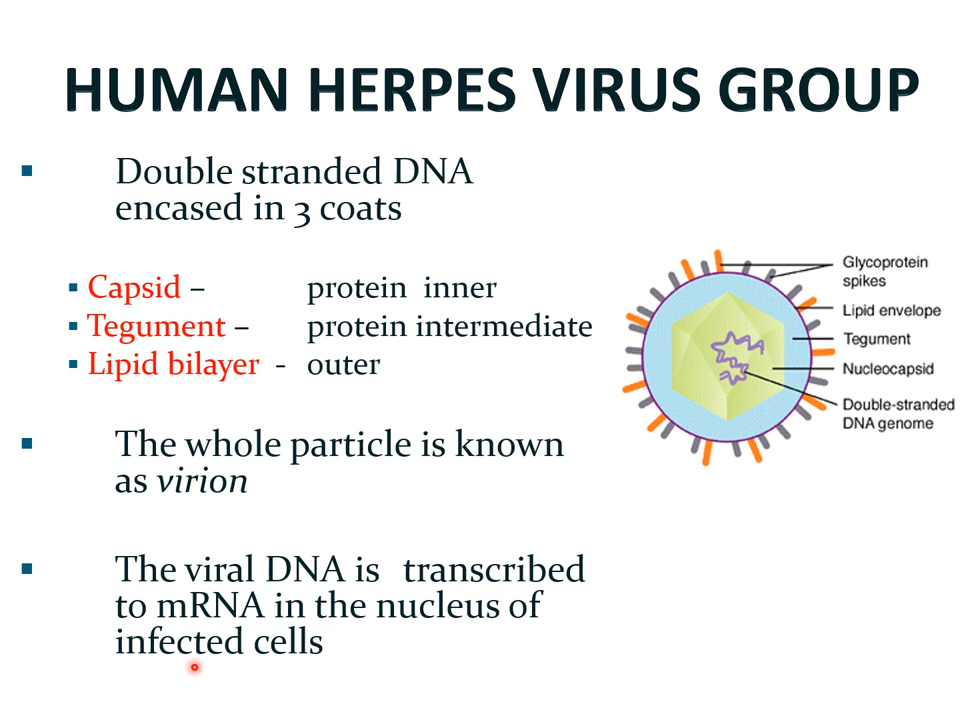 HUMAN HERPES VIRUS GROUP
▪ Double stranded DNA
encased in 3 coats
▪ Capsid – protein inner
▪ Tegument – protein intermediate
▪ Lipid bilayer - outer
▪ The whole particle is known
as virion
▪ The viral DNA is transcribed
to mRNA in the nucleus of
infected cells
Glycoprotein
spikes
Lipid envelope
Tegument
Nucleocapsid
Double-stranded
DNA genome